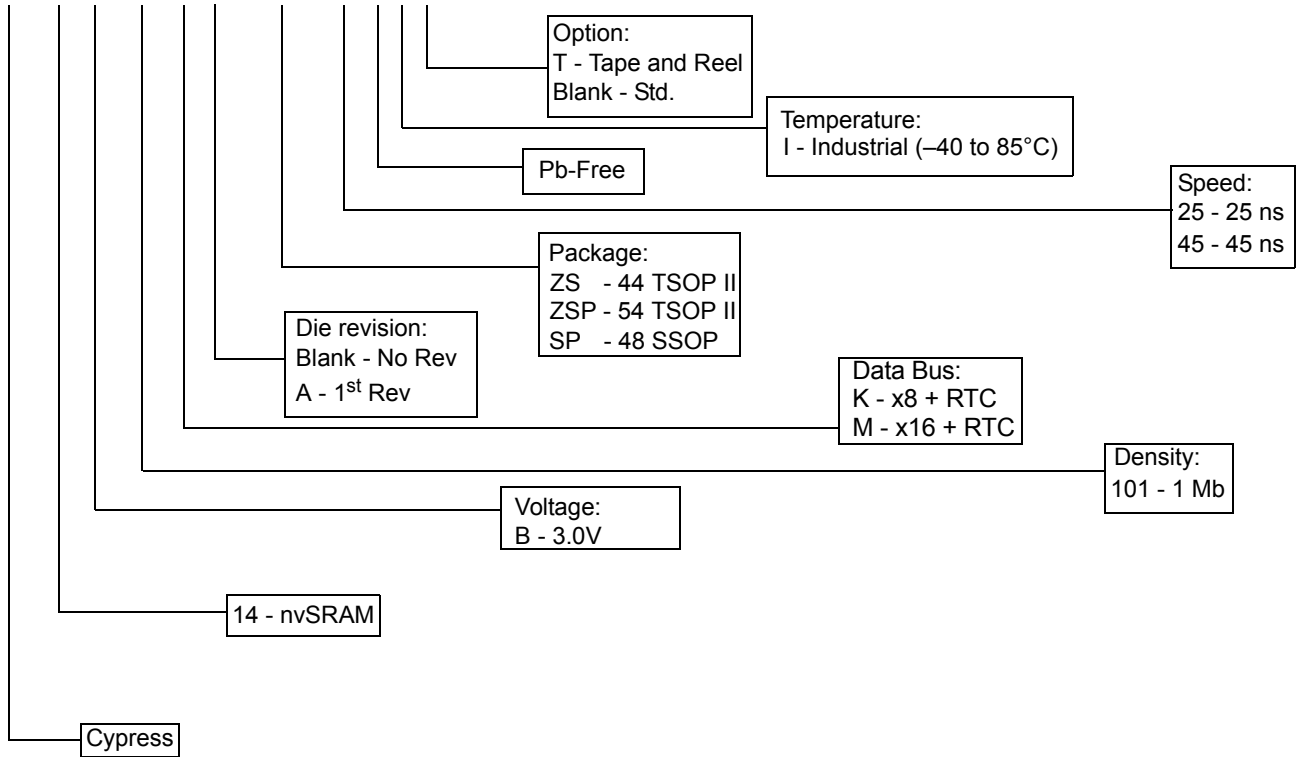 Option:
T - Tape and Reel
Blank - Std.
Temperature:
I - Industrial (–40 to 85°C)
Pb-Free
Speed:
25 - 25 ns
45 - 45 ns
Package:
ZS - 44 TSOP II
ZSP - 54 TSOP II
SP - 48 SSOP
Die revision:
Blank - No Rev
A - 1st Rev
Data Bus:
K - x8 + RTC
M - x16 + RTC
Density:
101 - 1 Mb
Voltage:
B - 3.0V
14 - nvSRAM
Cypress